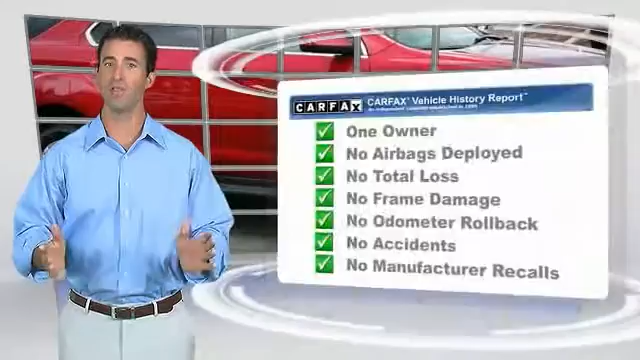 CARFAX CARFAX Vehicle History Report™
One Owner
No Airbags Deployed
No Total Loss
No Frame Damage
No Odometer Rollback
No Accidents
No Manufacturer Recalls